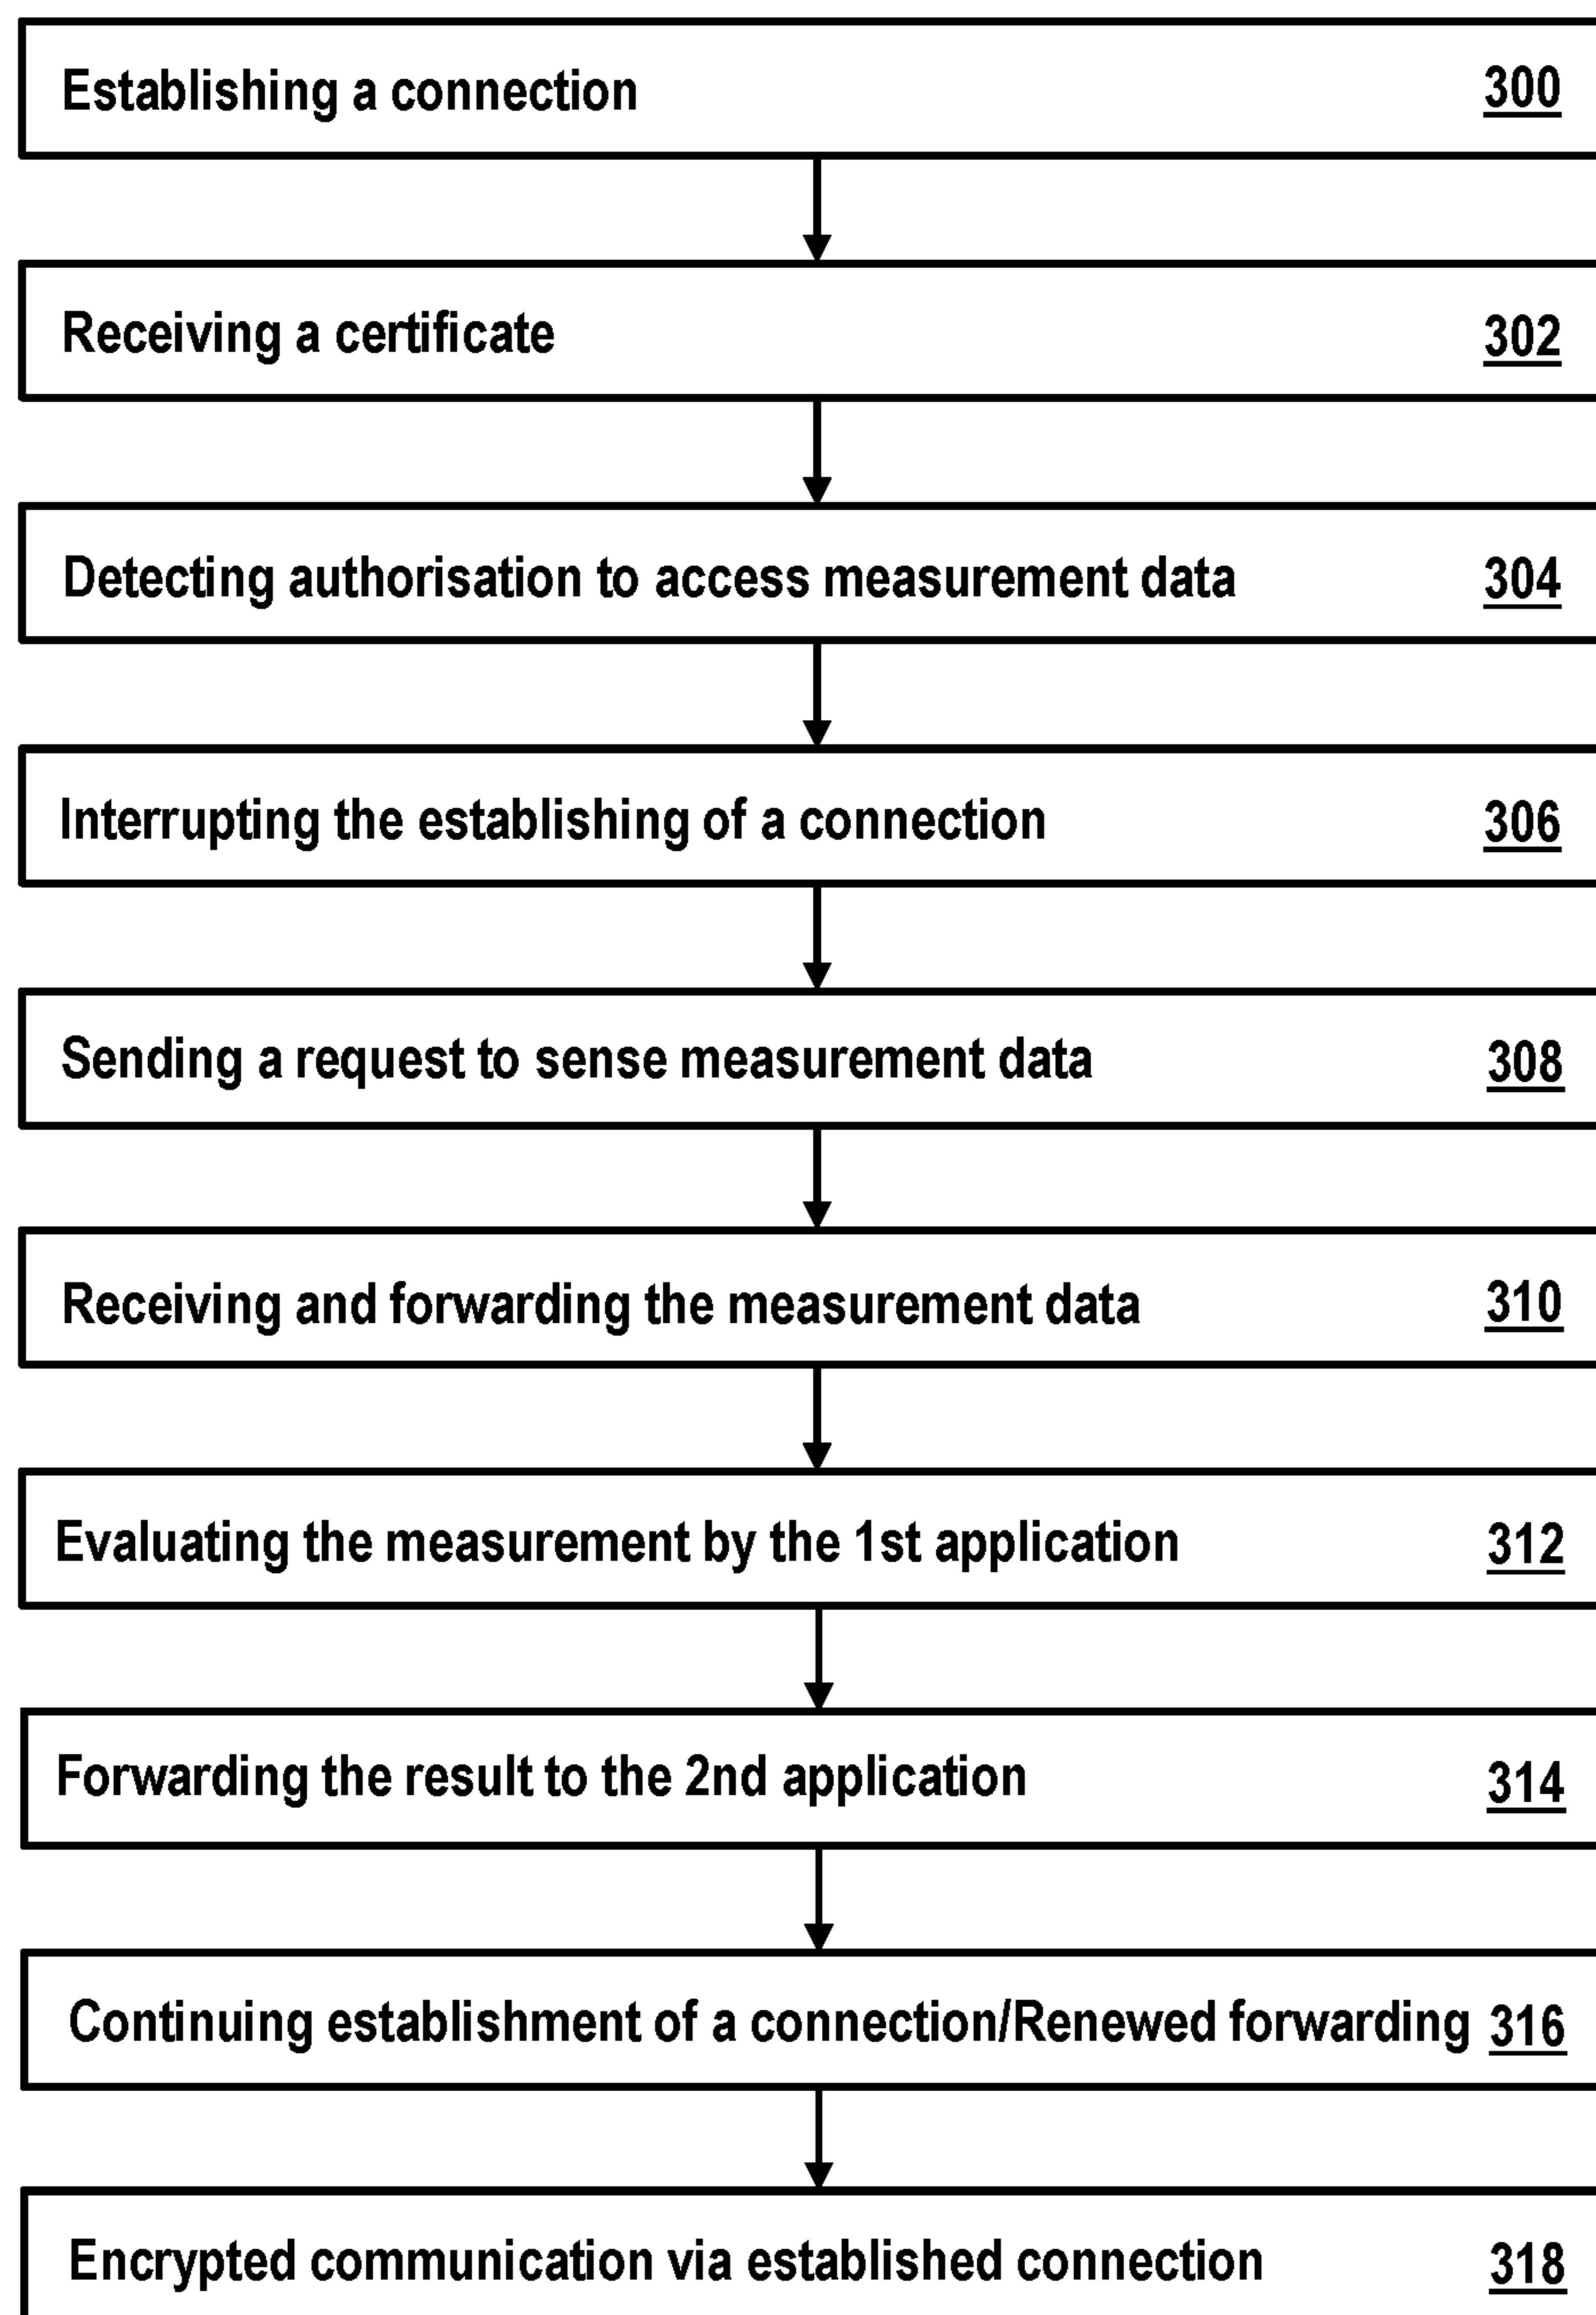 Establishing a connection 300
Receiving a certificate 302
Detecting authorisation to access measurement data 304
Interrupting the establishing of a connection 306
Sending a request to sense measurement data 308
Receiving and forwarding the measurement data 310
Evaluating the measurement by the 1st application 312
Forwarding the result to the 2nd application 314
Continuing establishment of a connection/Renewed forwarding 316
Encrypted communication via established connection 318